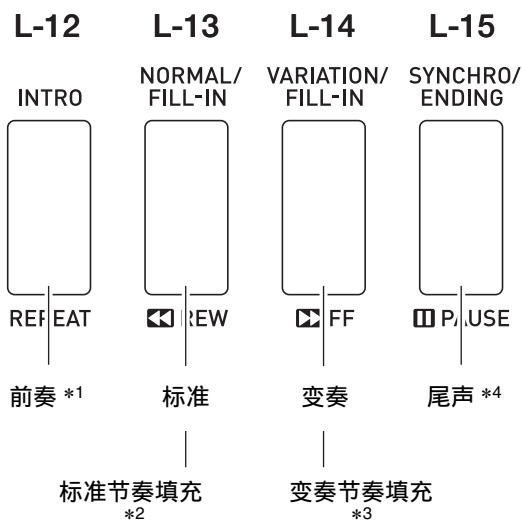 L-12 L-13 L-14 L-15
INTRO NORMAL/ FILL-IN VARIATION/ FILL-IN SYNCHRO/ ENDING
REPEAT REW FF PAUSE
前奏 *1 标准 变奏 尾声 *4
标准节奏填充 变奏节奏填充
*2 *3